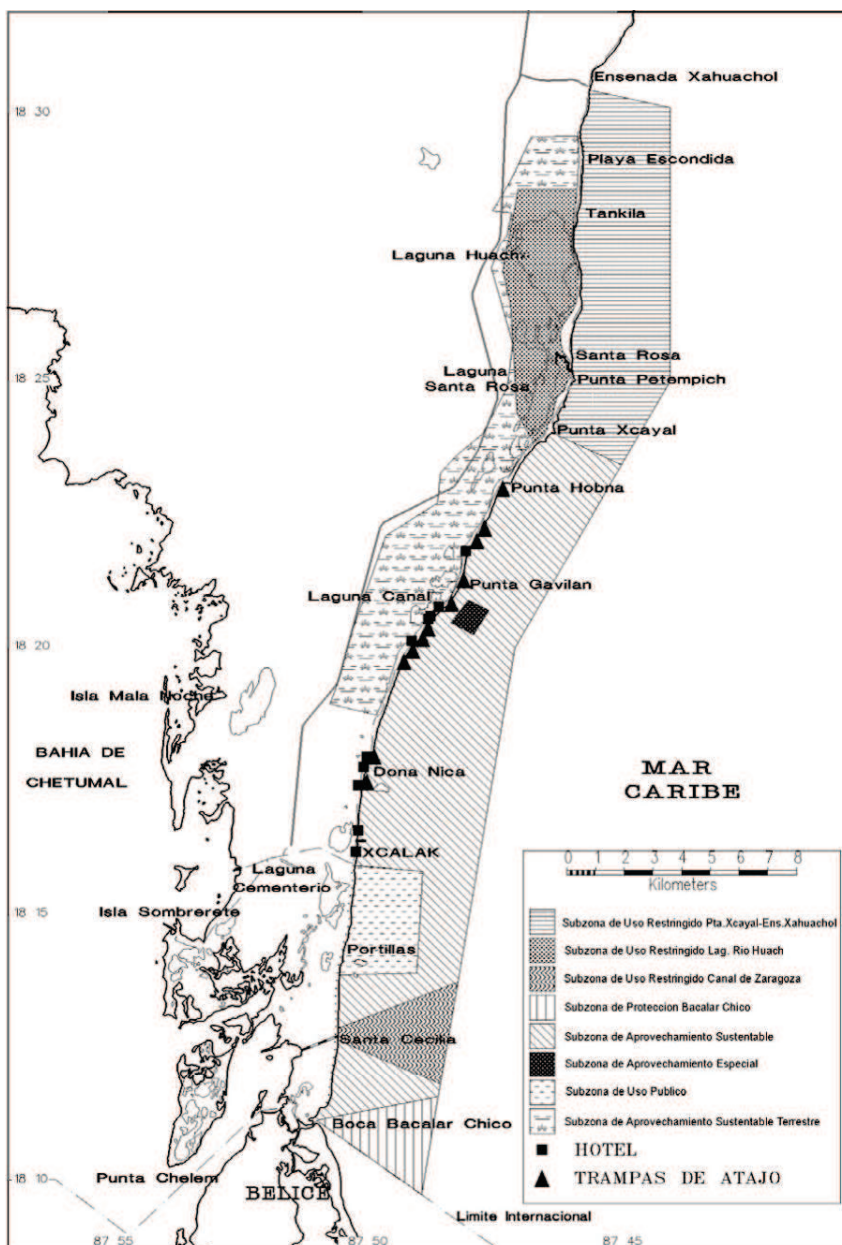 Ensenada Xahuachol
18 30
Playa Escondida
Tankila
Laguna Huach
Santa Rosa
Laguna
Santa Rosa
18 25
Punta Petempich
Punta Xcayal
Punta Hobna
Punta Gavilan
Laguna Canal
18 20
Isla Mala Noche
BAHIA DE
CHETUMAL
Dona Nica
MAR
CARIBE
XCALAK
Laguna
Cementerio
Isla Sombrerete
18 15
Portillas
Santa Cecilia
Boca Bacalar Chico
Punta Chelem
18 10
BELICE
Limite Internacional
87 55
87 50
87 45
0 1 2 3 4 5 6 7 8
Kilometers
Subzona de Uso Restringido Pta.Xcayal-Ens.Xahuachol
Subzona de Uso Restringido Lag. Rio Huach
Subzona de Uso Restringido Canal de Zaragoza
Subzona de Proteccion Bacalar Chico
Subzona de Aprovechamiento Sustentable
Subzona de Aprovechamiento Especial
Subzona de Uso Publico
Subzona de Aprovechamiento Sustentable Terrestre
HOTEL
TRAMPAS DE ATAJO